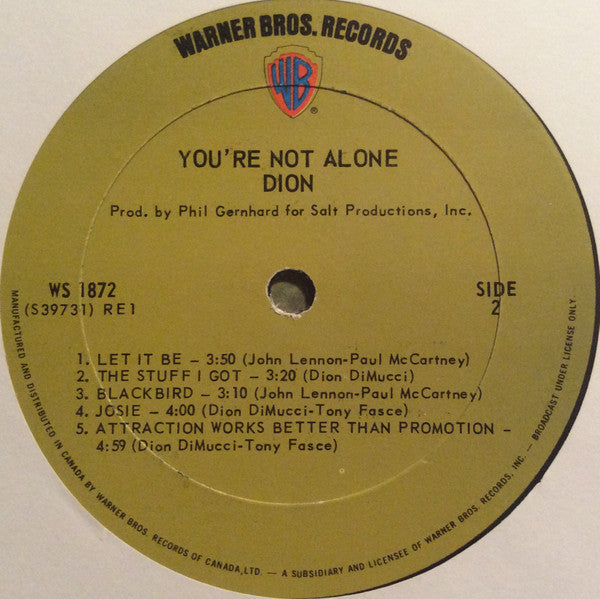 WARNER BROS. RECORDS
WB
®
YOU'RE NOT ALONE
DION
Prod. by Phil Gernhard for Salt Productions, Inc.
WS 1872
(S39731) RE1
SIDE
2
1. LET IT BE – 3:50 (John Lennon-Paul McCartney)
2. THE STUFF I GOT – 3:20 (Dion DiMucci)
3. BLACKBIRD – 3:10 (John Lennon-Paul McCartney)
4. JOSIE – 4:00 (Dion DiMucci-Tony Fasce)
5. ATTRACTION WORKS BETTER THAN PROMOTION –
4:59 (Dion DiMucci-Tony Fasce)
MANUFACTURED AND DISTRIBUTED IN CANADA BY WARNER BROS. RECORDS OF CANADA, LTD. — A SUBSIDIARY AND LICENSEE OF WARNER BROS. RECORDS, INC. — BROADCAST UNDER LICENSE ONLY.